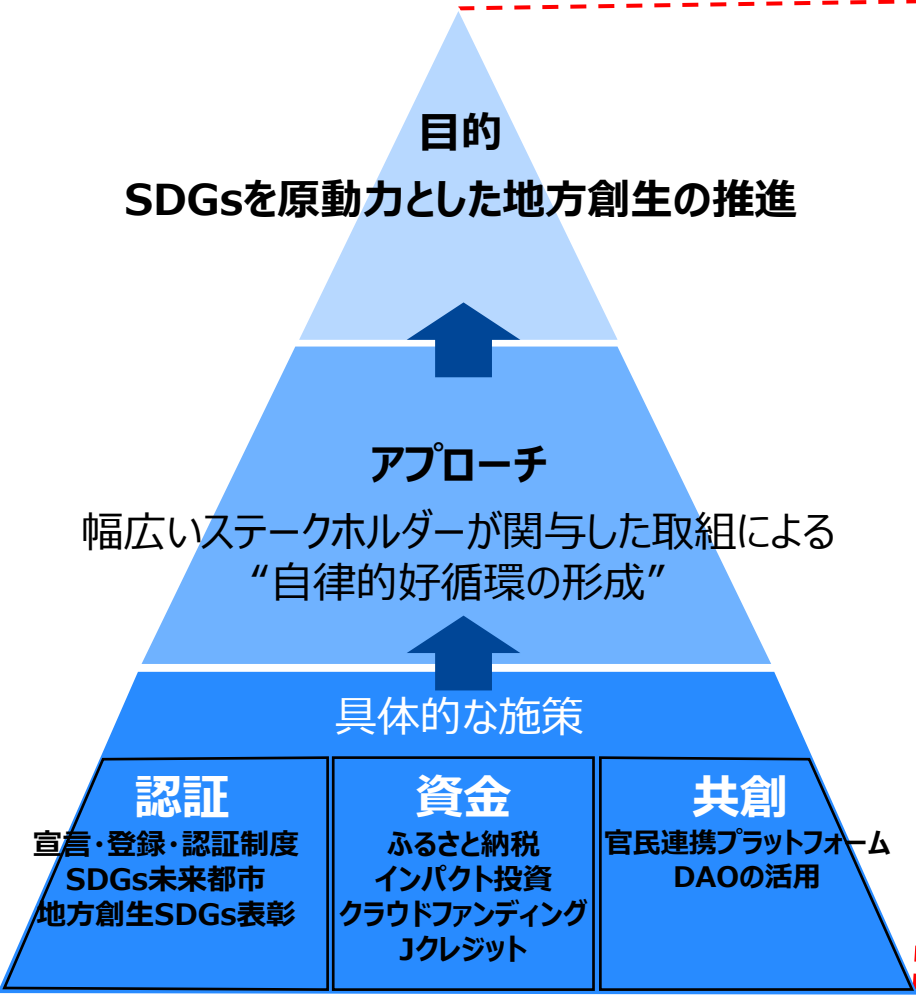 目的
SDGsを原動力とした地方創生の推進
アプローチ
幅広いステークホルダーが関与した取組による
“自律的好循環の形成”
具体的な施策
認証
宣言・登録・認証制度
SDGs未来都市
地方創生SDGs表彰
資金
ふるさと納税
インパクト投資
クラウドファンディング
Jクレジット
共創
官民連携プラットフォーム
DAOの活用